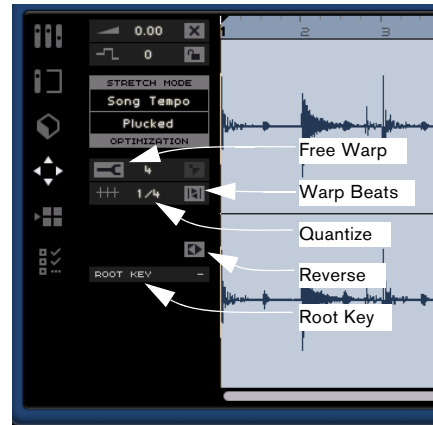 0.00
1 2 3
0
STRETCH MODE
Song Tempo
Plucked
OPTIMIZATION
Free Warp
4
Warp Beats
1/4
Quantize
Reverse
ROOT KEY -
Root Key